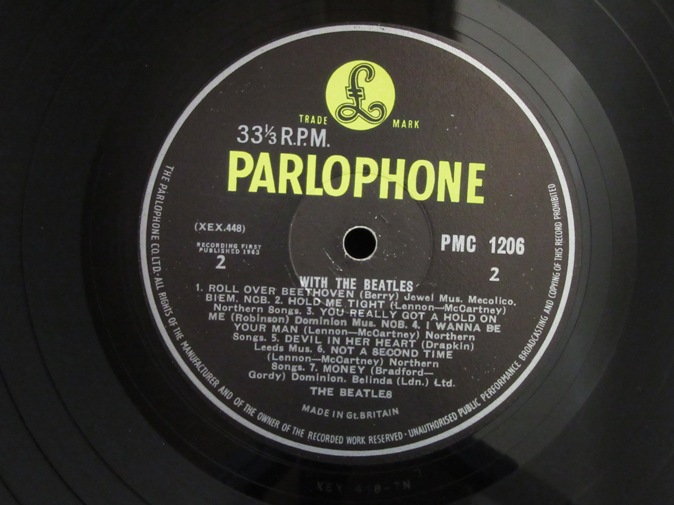 £
TRADE MARK
33⅓ R.P.M.
PARLOPHONE
(XEX.448)
RECORDING FIRST
PUBLISHED 1963
2
PMC 1206
2
WITH THE BEATLES
1. ROLL OVER BEETHOVEN (Berry) Jewel Mus. Mecolico.
BIEM. NCB. 2. HOLD ME TIGHT (Lennon—McCartney)
Northern Songs. 3. YOU REALLY GOT A HOLD ON
ME (Robinson) Dominion Mus. NCB. 4. I WANNA BE
YOUR MAN (Lennon—McCartney) Northern
Songs. 5. DEVIL IN HER HEART (Drapkin)
Leeds Mus. 6. NOT A SECOND TIME
(Lennon—McCartney) Northern
Songs. 7. MONEY (Bradford—
Gordy) Dominion. Belinda (Ldn.) Ltd.
THE BEATLES
MADE IN GT. BRITAIN
THE PARLOPHONE CO. LTD. · ALL RIGHTS OF THE MANUFACTURER AND OF THE OWNER OF THE RECORDED WORK RESERVED · UNAUTHORISED PUBLIC PERFORMANCE BROADCASTING AND COPYING OF THIS RECORD PROHIBITED